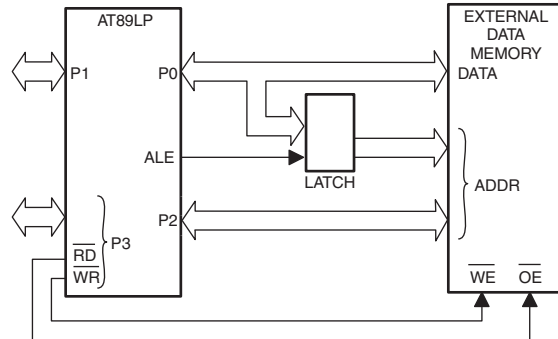 AT89LP
EXTERNAL
DATA
MEMORY
P1
P0
DATA
ALE
LATCH
ADDR
P2
P3
RD
WR
WE
OE